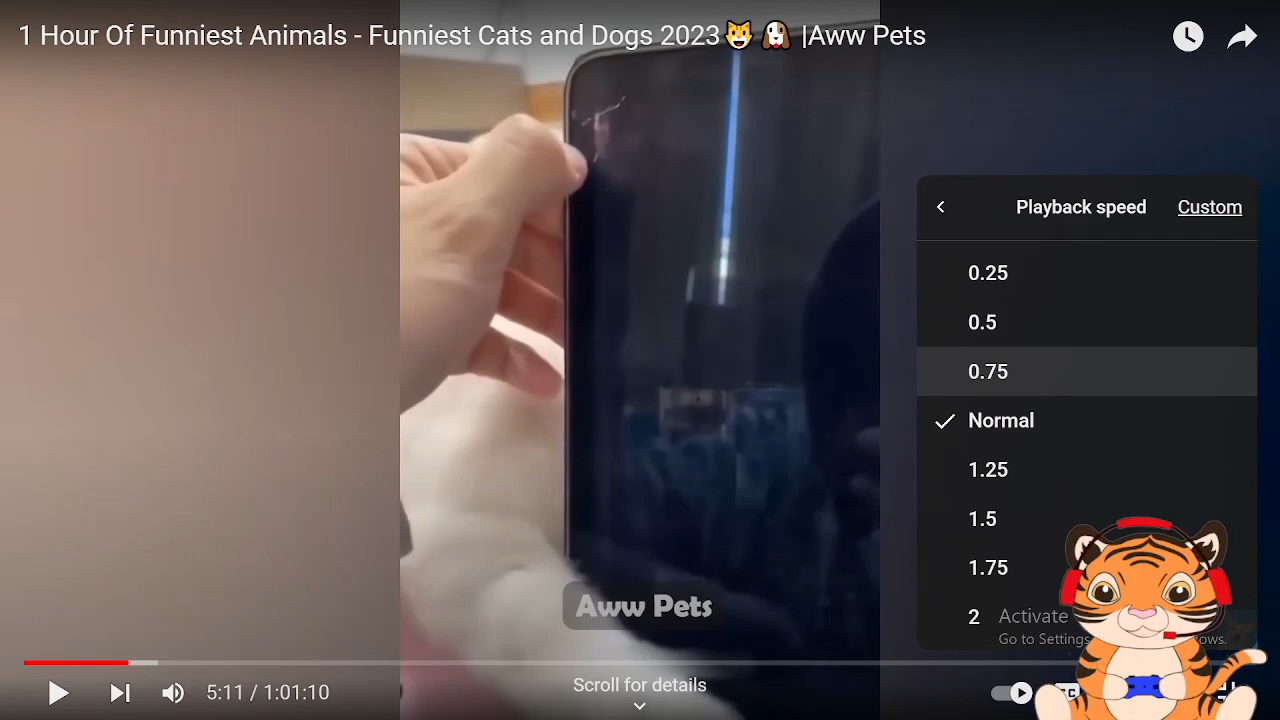 1 Hour Of Funniest Animals - Funniest Cats and Dogs 2023😺🐶 |Aww Pets
Playback speed Custom
0.25
0.5
0.75
Normal
1.25
1.5
1.75
2
Activate
Go to Settings
Aww Pets
Scroll for details
5:11 / 1:01:10